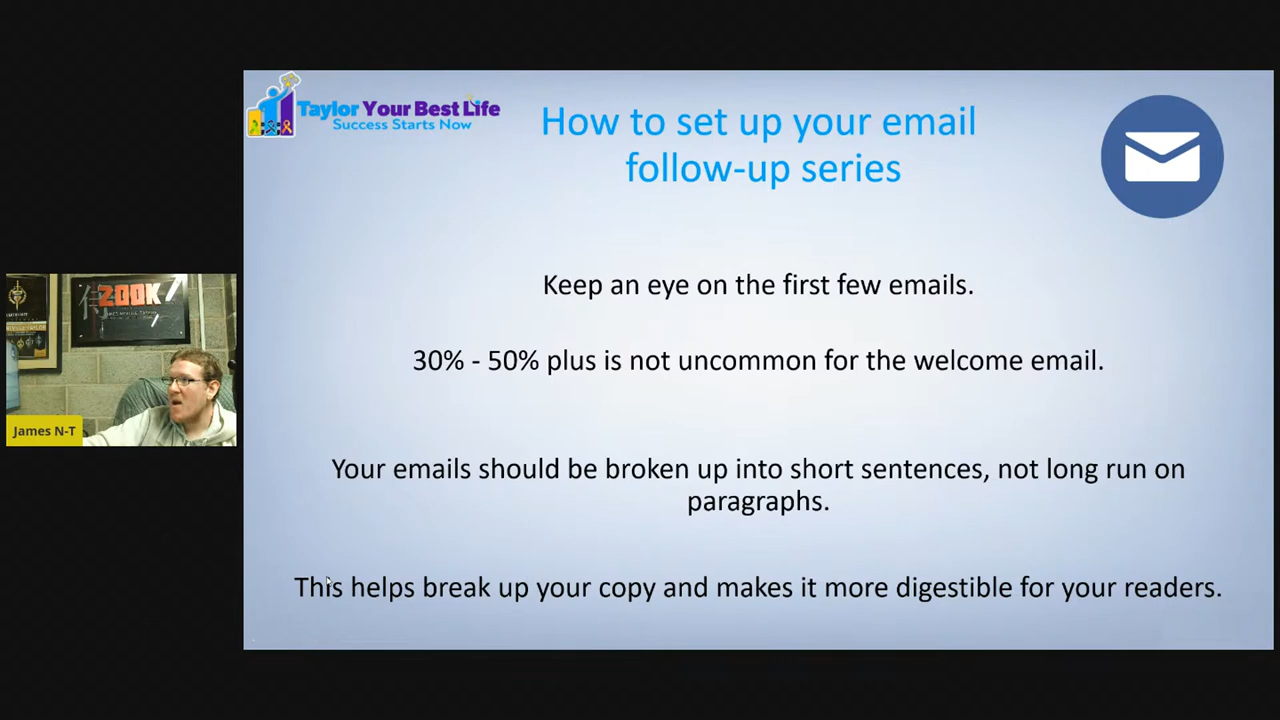 Taylor Your Best Life
Success Starts Now
How to set up your email
follow-up series
Keep an eye on the first few emails.
30% - 50% plus is not uncommon for the welcome email.
Your emails should be broken up into short sentences, not long run on
paragraphs.
This helps break up your copy and makes it more digestible for your readers.
200K
James N-T